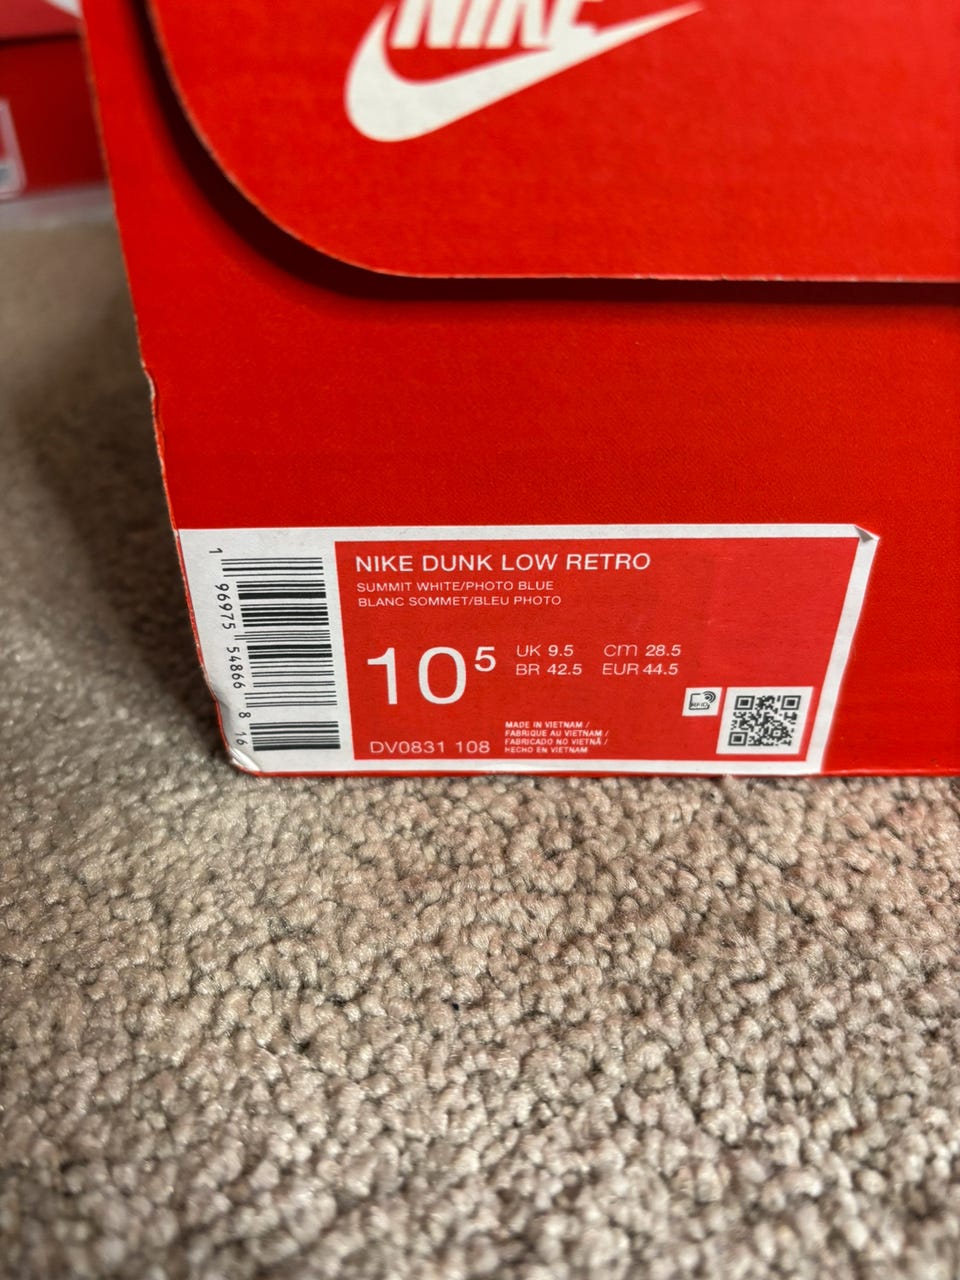 NIKE
NIKE DUNK LOW RETRO
SUMMIT WHITE/PHOTO BLUE
BLANC SOMMET/BLEU PHOTO
10⁵
UK 9.5 cm 28.5
BR 42.5 EUR 44.5
RFID
DV0831 108
MADE IN VIETNAM /
FABRIQUE AU VIETNAM /
FABRICADO NO VIETNÃ /
HECHO EN VIETNAM
1 96975 54866 8 16